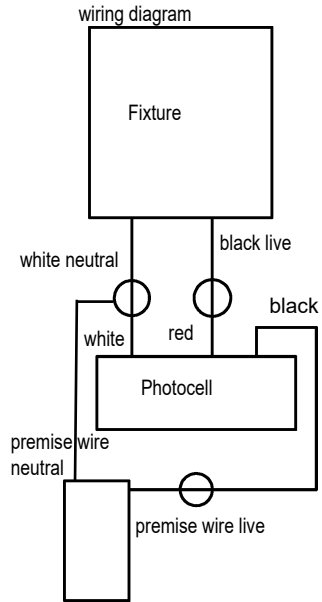 wiring diagram
Fixture
black live
white neutral
black
white
red
Photocell
premise wire
neutral
premise wire live